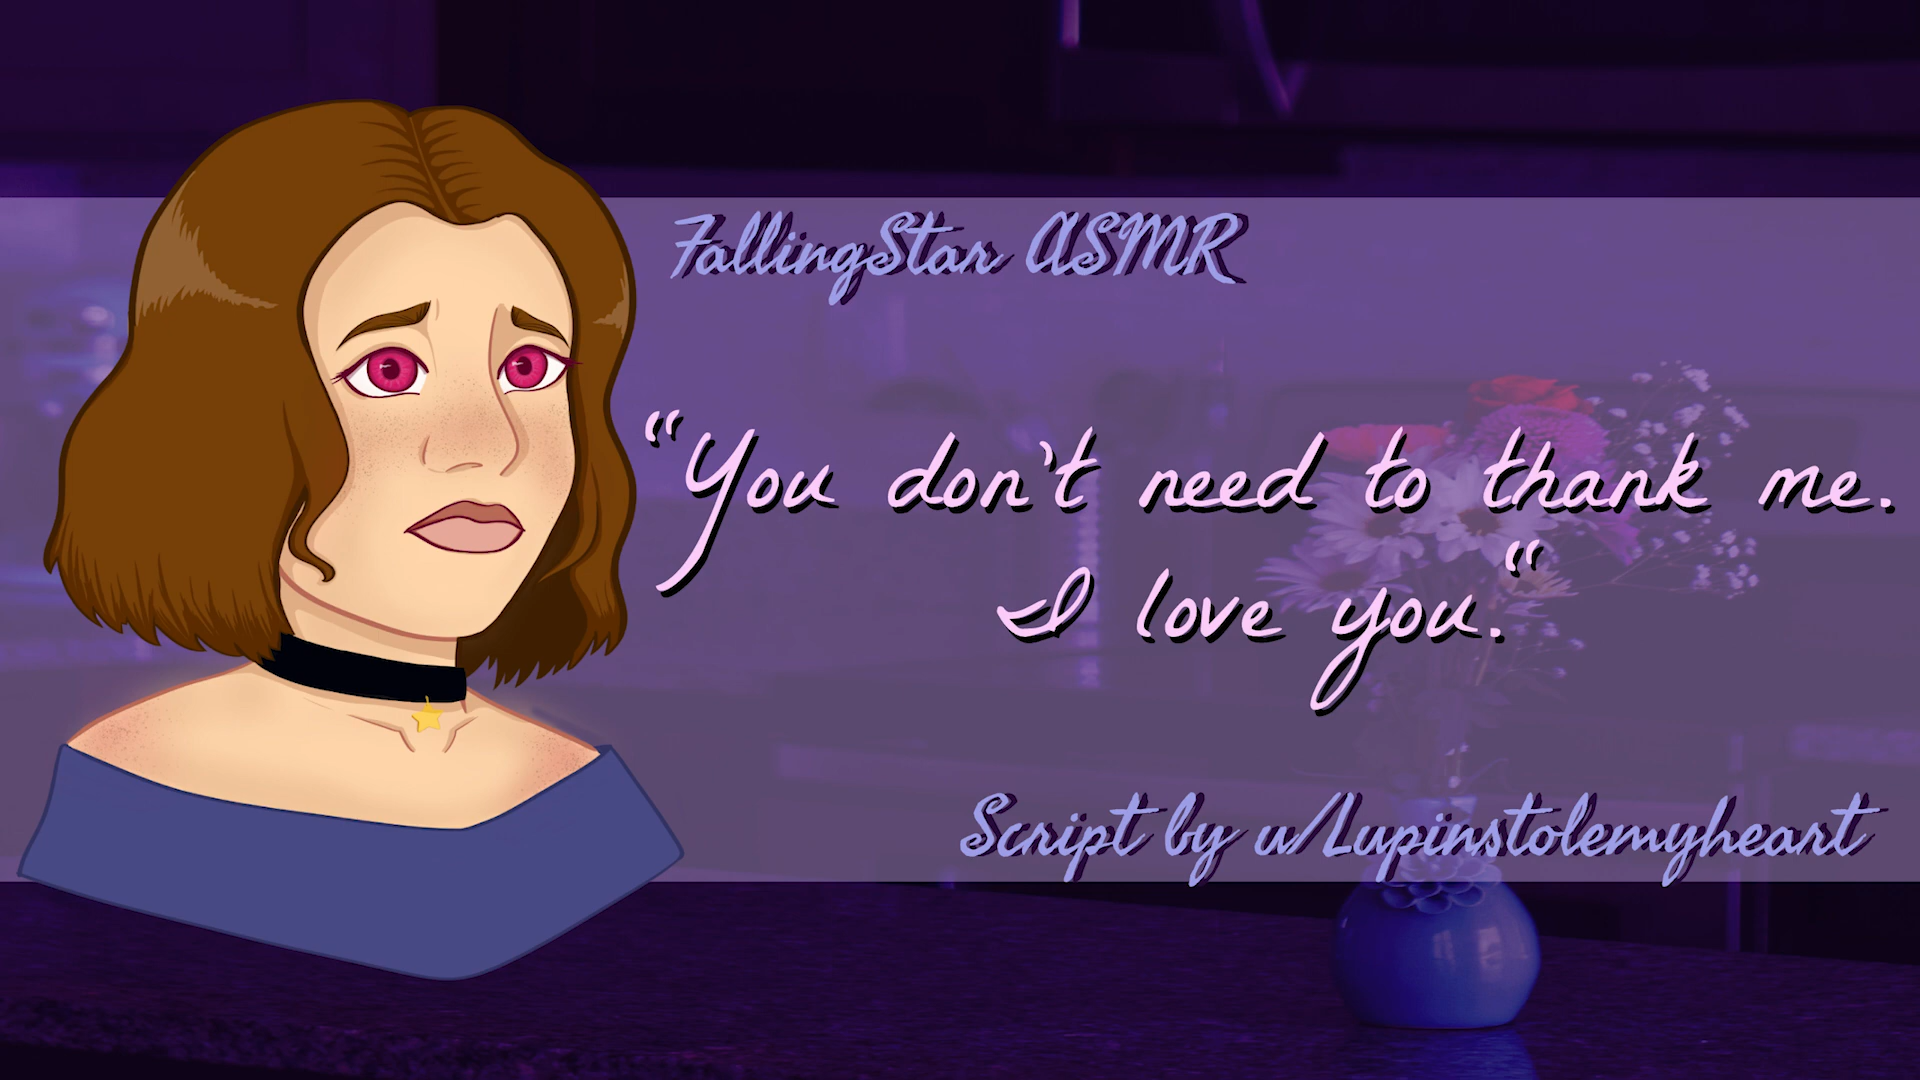 FallingStar ASMR
“You don't need to thank me.
I love you.“
Script by u/Lupinstolemyheart